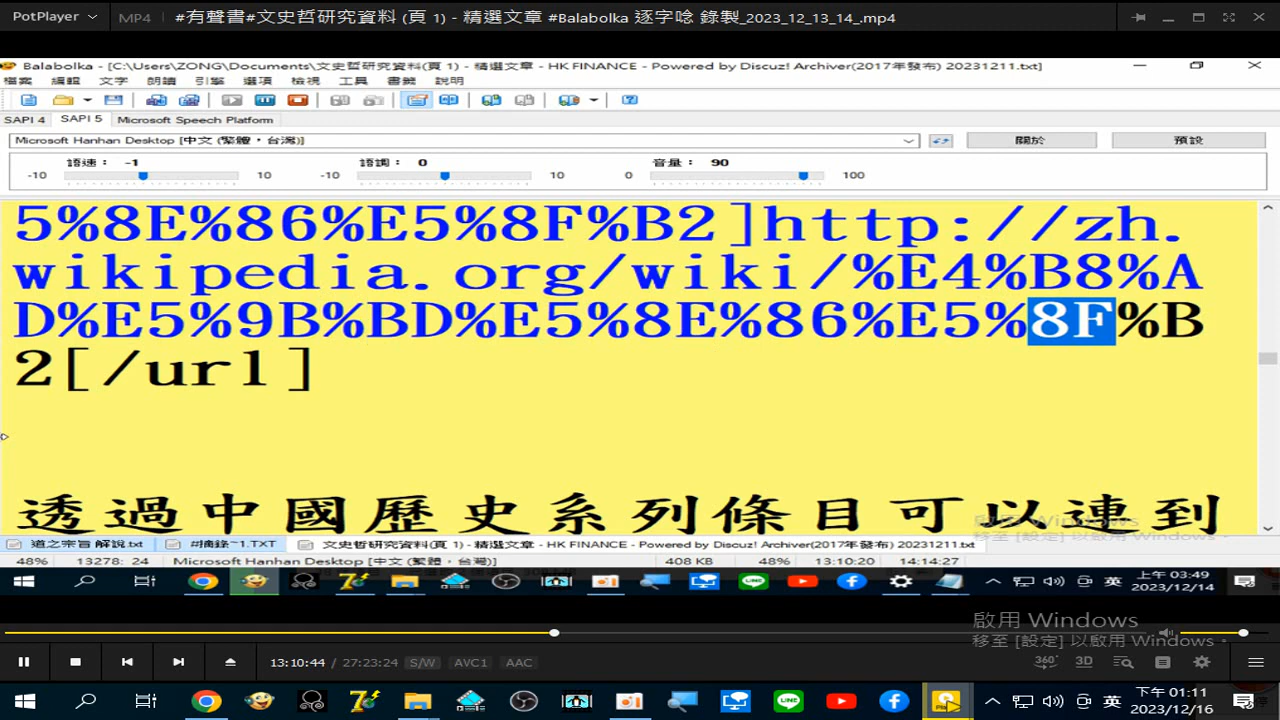 PotPlayer MP4 #有聲書#文史哲研究資料 (頁 1) - 精選文章 #Balabolka 逐字唸 錄製_2023_12_13_14_.mp4
Balabolka - [C:\Users\ZONG\Documents\文史哲研究資料(頁 1) - 精選文章 - HK FINANCE - Powered by Discuz! Archiver(2017年發布) 20231211.txt]
檔案 編輯 文字 朗讀 引擎 選項 檢視 工具 書籤 說明
SAPI 4 SAPI 5 Microsoft Speech Platform
Microsoft Hanhan Desktop [中文 (繁體，台灣)] 關於 預設
語速： -1 語調： 0 音量： 90
-10 10 -10 10 0 100
5%8E%86%E5%8F%B2]http://zh.
wikipedia.org/wiki/%E4%B8%A
D%E5%9B%BD%E5%8E%86%E5%8F%B
2[/url]
透過中國歷史系列條目可以連到
啟用 Windows
移至 [設定] 以啟用 Windows。
道之宗旨 解說.txt #摘錄~1.TXT 文史哲研究資料(頁 1) - 精選文章 - HK FINANCE - Powered by Discuz! Archiver(2017年發布) 20231211.txt
48% 13278: 24 Microsoft Hanhan Desktop [中文 (繁體，台灣)] 408 KB 48% 13:10:20 14:14:27
英 上午 03:49
2023/12/14
啟用 Windows
移至 [設定] 以啟用 Windows。
13:10:44 / 27:23:24 S/W AVC1 AAC 360° 3D
英 下午 01:11
2023/12/16